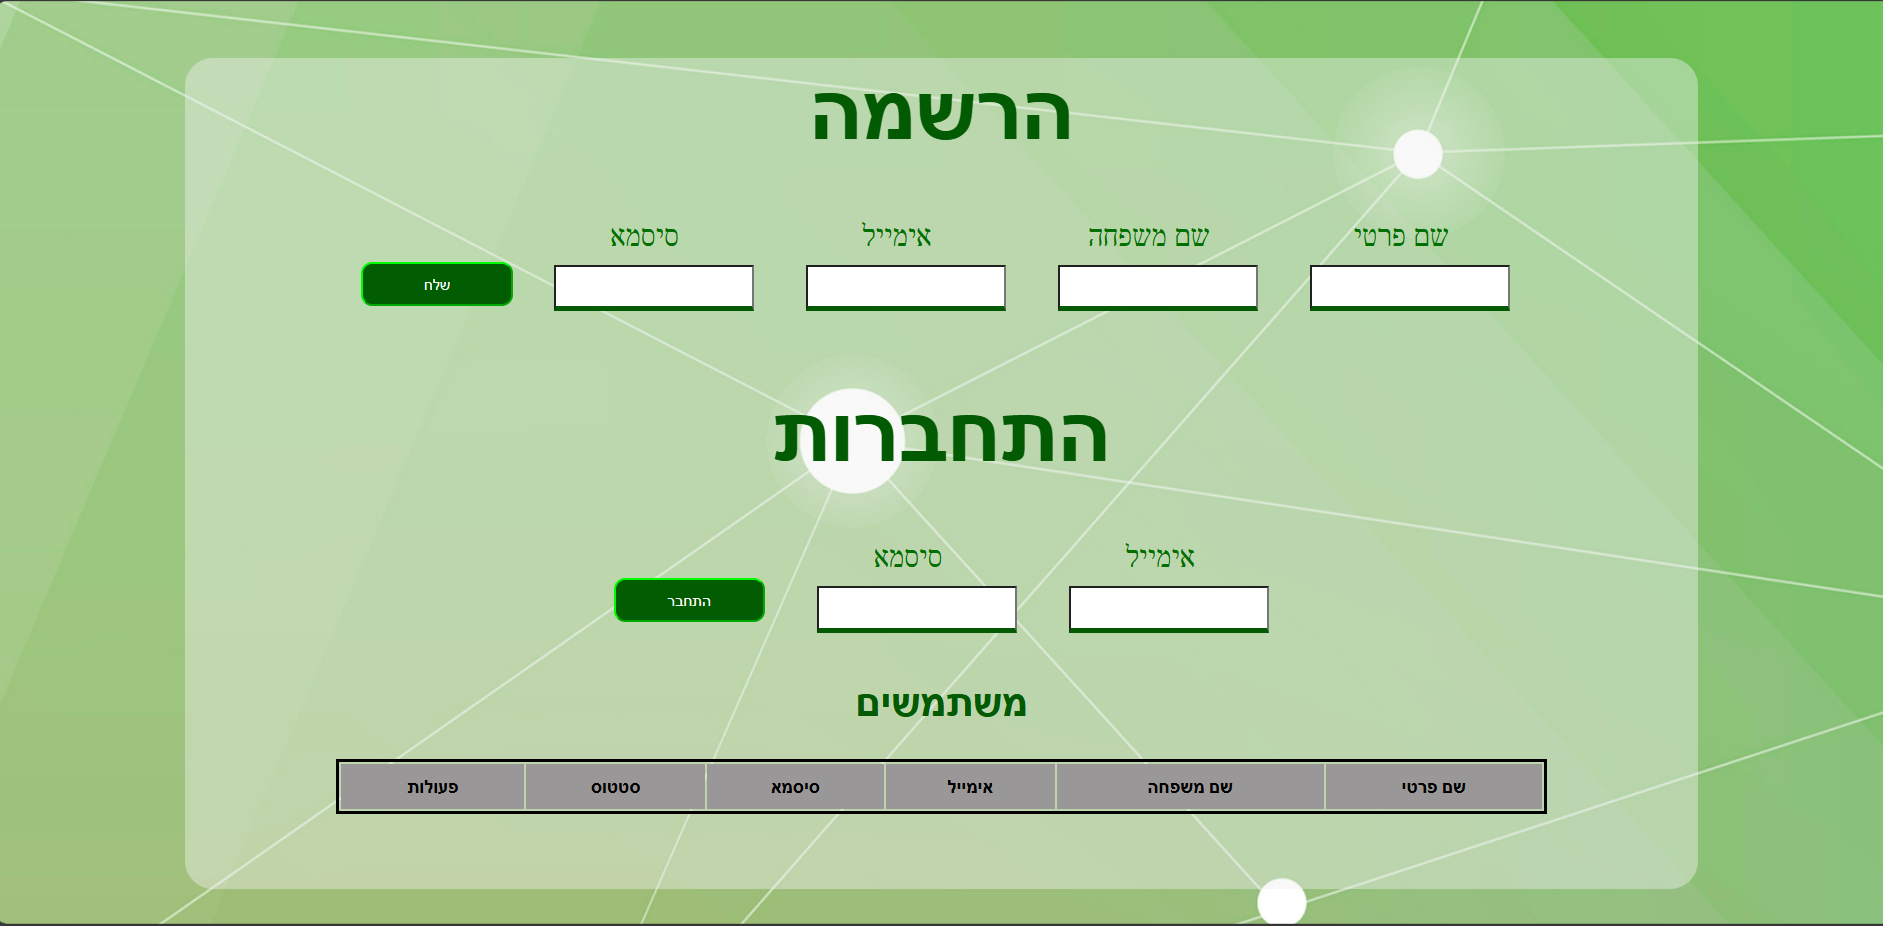 הרשמה
שם פרטי שם משפחה אימייל סיסמא
שלח
התחברות
אימייל סיסמא
התחבר
משתמשים
שם פרטי שם משפחה אימייל סיסמא סטטוס פעולות